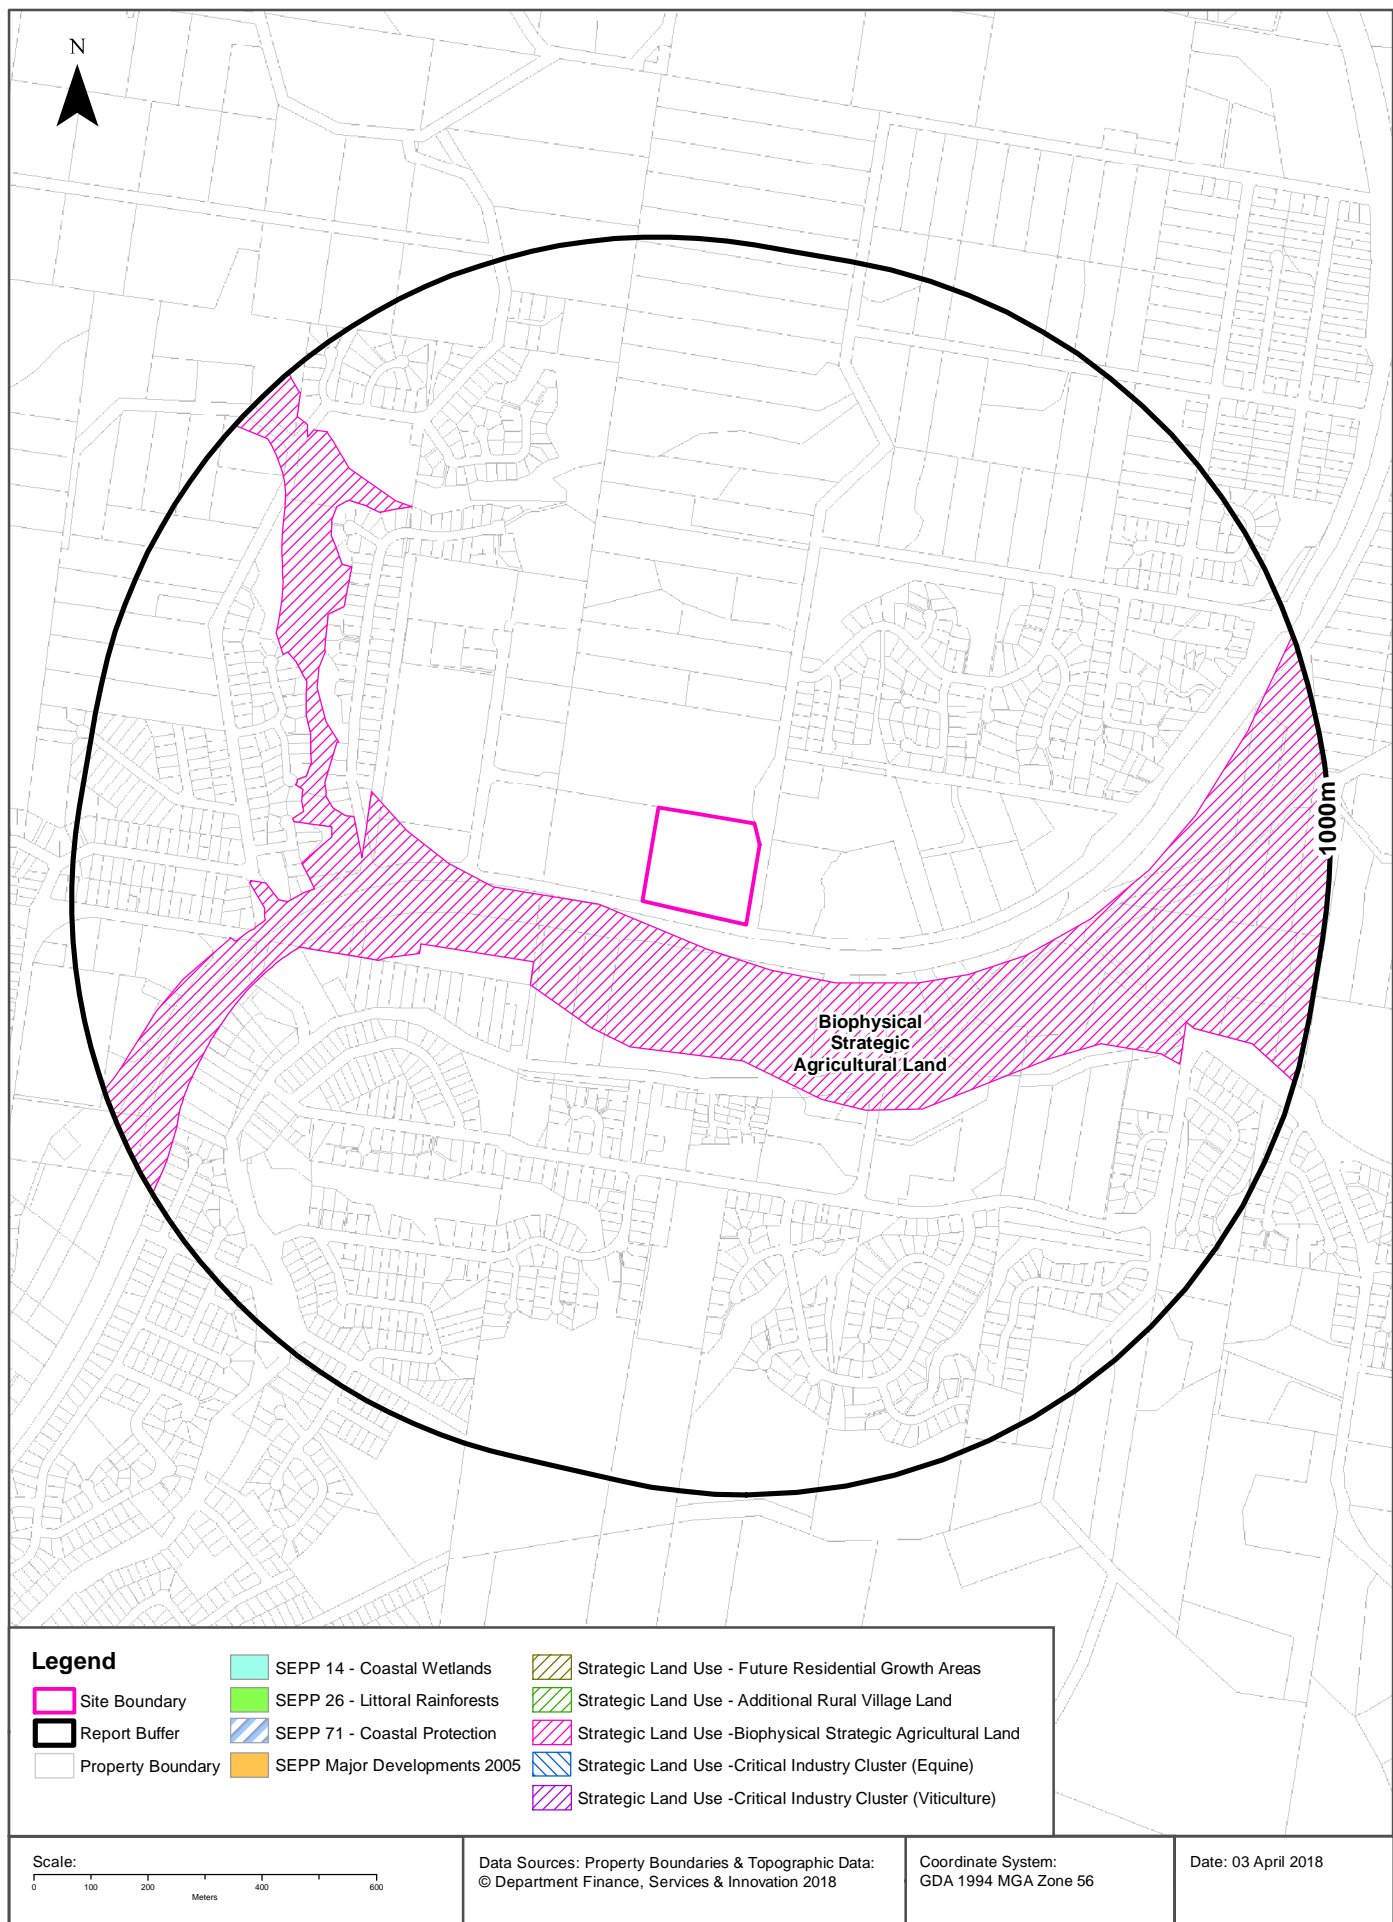 N
1000m
Biophysical
Strategic
Agricultural Land
Legend
Site Boundary
Report Buffer
Property Boundary
SEPP 14 - Coastal Wetlands
SEPP 26 - Littoral Rainforests
SEPP 71 - Coastal Protection
SEPP Major Developments 2005
Strategic Land Use - Future Residential Growth Areas
Strategic Land Use - Additional Rural Village Land
Strategic Land Use -Biophysical Strategic Agricultural Land
Strategic Land Use -Critical Industry Cluster (Equine)
Strategic Land Use -Critical Industry Cluster (Viticulture)
Scale:
0 100 200 400 600
Meters
Data Sources: Property Boundaries & Topographic Data:
© Department Finance, Services & Innovation 2018
Coordinate System:
GDA 1994 MGA Zone 56
Date: 03 April 2018